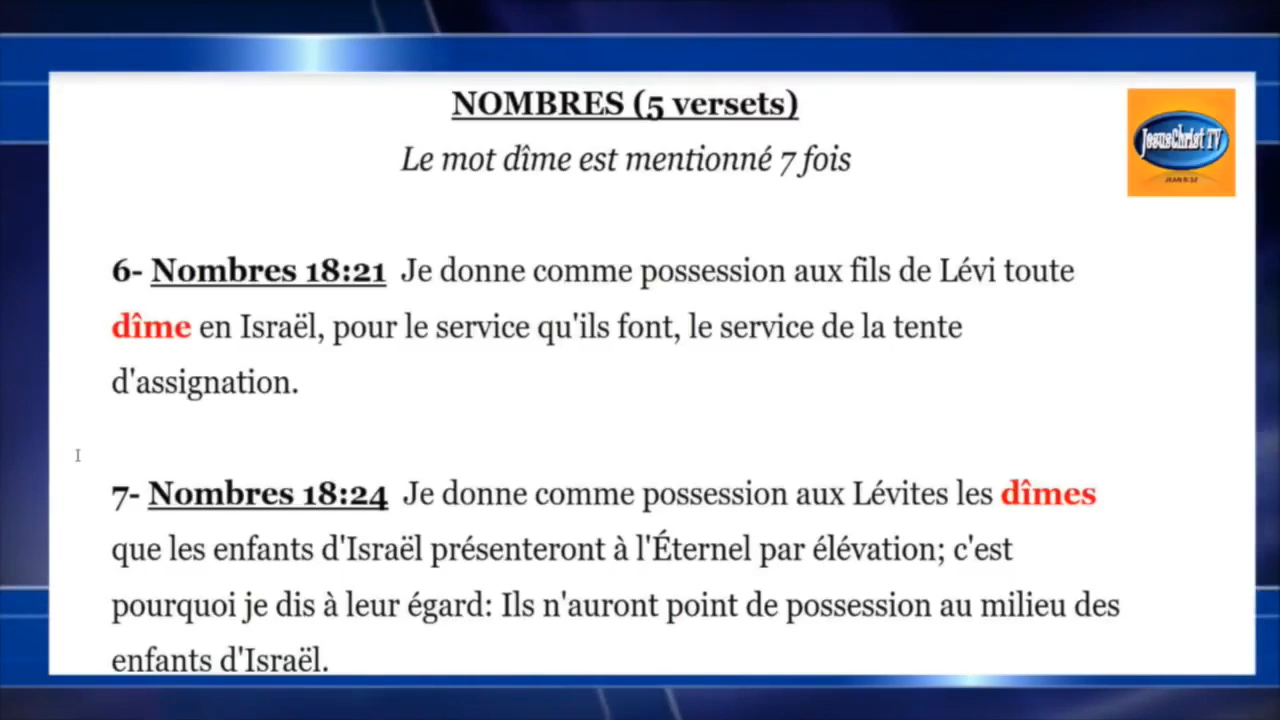 NOMBRES (5 versets)
Le mot dîme est mentionné 7 fois
JesusChrist TV
JEAN 8:32
6- Nombres 18:21 Je donne comme possession aux fils de Lévi toute
dîme en Israël, pour le service qu'ils font, le service de la tente
d'assignation.
7- Nombres 18:24 Je donne comme possession aux Lévites les dîmes
que les enfants d'Israël présenteront à l'Éternel par élévation; c'est
pourquoi je dis à leur égard: Ils n'auront point de possession au milieu des
enfants d'Israël.